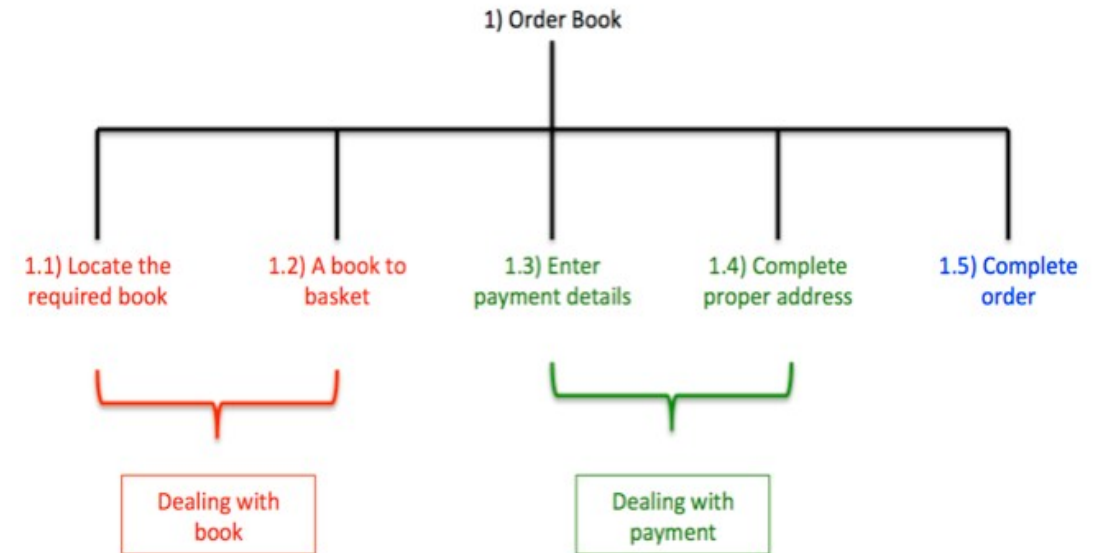 1) Order Book
1.1) Locate the
required book
1.2) A book to
basket
1.3) Enter
payment details
1.4) Complete
proper address
1.5) Complete
order
Dealing with
book
Dealing with
payment